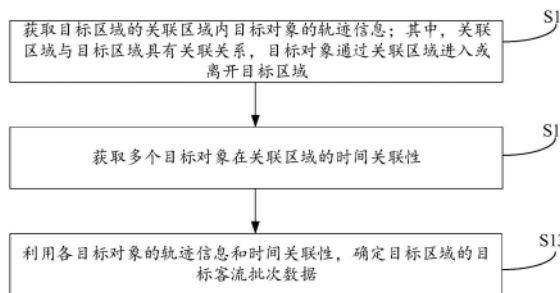 获取目标区域的关联区域内目标对象的轨迹信息；其中，关联
区域与目标区域具有关联关系，目标对象通过关联区域进入或
离开目标区域
获取多个目标对象在关联区域的时间关联性
利用各目标对象的轨迹信息和时间关联性，确定目标区域的目
标客流批次数据